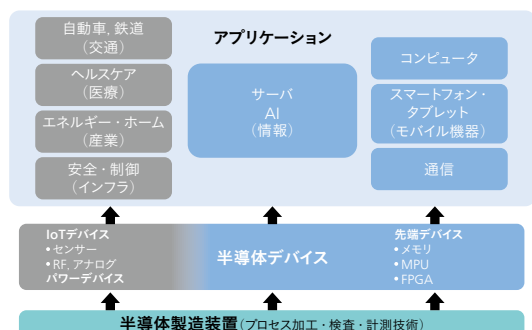 アプリケーション
自動車, 鉄道
(交通)
ヘルスケア
(医療)
エネルギー・ホーム
(産業)
安全・制御
(インフラ)
サーバ
AI
(情報)
コンピュータ
スマートフォン・
タブレット
(モバイル機器)
通信
IoTデバイス
•センサー
•RF, アナログ
パワーデバイス
半導体デバイス
先端デバイス
•メモリ
•MPU
•FPGA
半導体製造装置(プロセス加工・検査・計測技術)